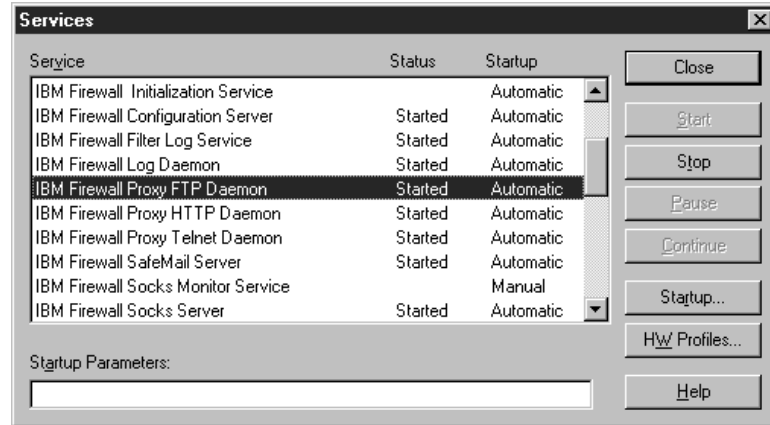 Services
Service Status Startup
IBM Firewall Initialization Service Automatic
IBM Firewall Configuration Server Started Automatic
IBM Firewall Filter Log Service Started Automatic
IBM Firewall Log Daemon Started Automatic
IBM Firewall Proxy FTP Daemon Started Automatic
IBM Firewall Proxy HTTP Daemon Started Automatic
IBM Firewall Proxy Telnet Daemon Started Automatic
IBM Firewall SafeMail Server Started Automatic
IBM Firewall Socks Monitor Service Manual
IBM Firewall Socks Server Started Automatic
Startup Parameters:
Close
Start
Stop
Pause
Continue
Startup...
HW Profiles...
Help